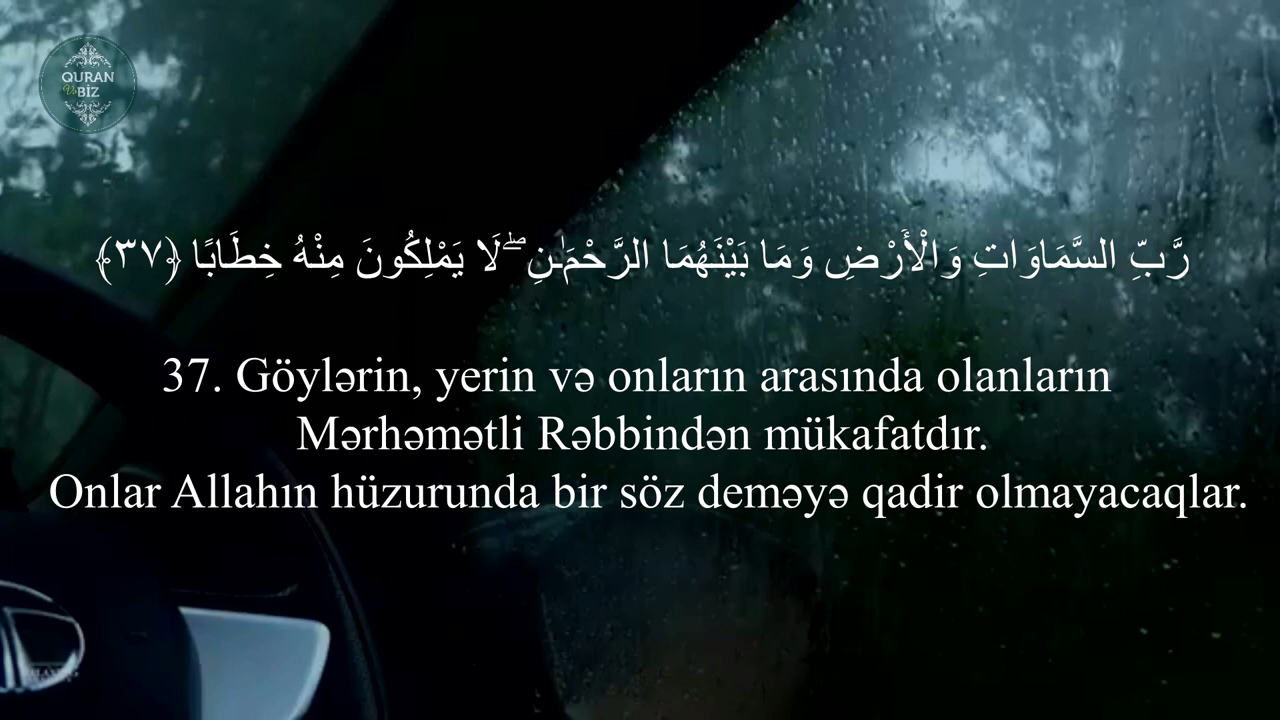 QURAN
Və BİZ
رَّبِّ السَّمَاوَاتِ وَالْأَرْضِ وَمَا بَيْنَهُمَا الرَّحْمَـٰنِ ۖ لَا يَمْلِكُونَ مِنْهُ خِطَابًا ﴿٣٧﴾
37. Göylərin, yerin və onların arasında olanların
Mərhəmətli Rəbbindən mükafatdır.
Onlar Allahın hüzurunda bir söz deməyə qadir olmayacaqlar.